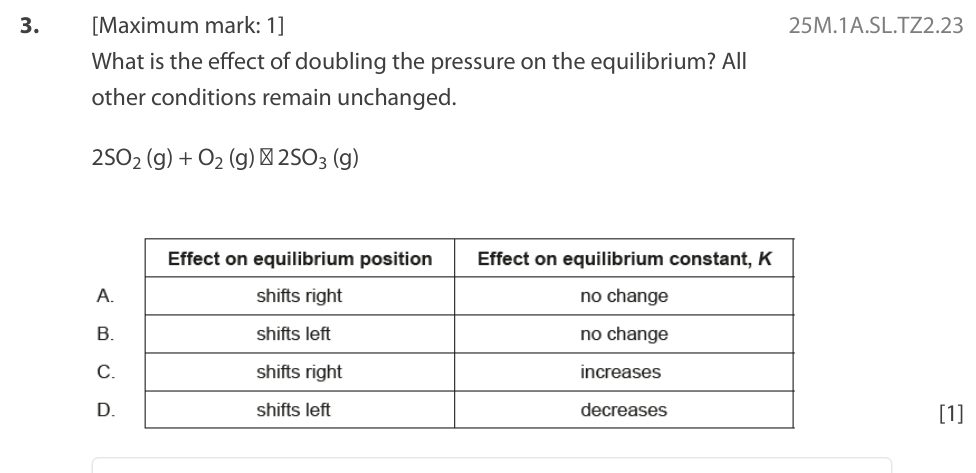 3. [Maximum mark: 1] 25M.1A.SL.TZ2.23
What is the effect of doubling the pressure on the equilibrium? All
other conditions remain unchanged.
2SO₂ (g) + O₂ (g) ☒ 2SO₃ (g)
Effect on equilibrium position Effect on equilibrium constant, K
A. shifts right no change
B. shifts left no change
C. shifts right increases
D. shifts left decreases
[1]